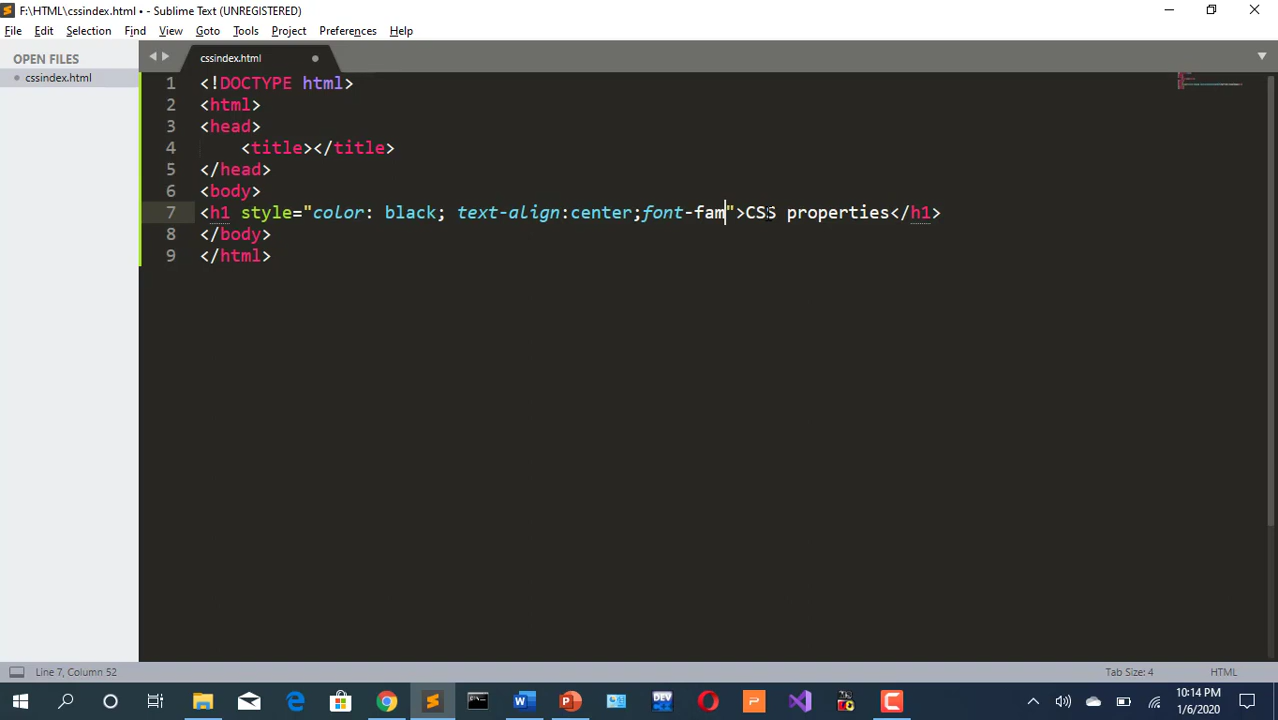 F:\HTML\cssindex.html • - Sublime Text (UNREGISTERED)
File Edit Selection Find View Goto Tools Project Preferences Help
OPEN FILES
cssindex.html
cssindex.html
1 <!DOCTYPE html>
2 <html>
3 <head>
4 <title></title>
5 </head>
6 <body>
7 <h1 style="color: black; text-align:center;font-fam">CSS properties</h1>
8 </body>
9 </html>
Line 7, Column 52
Tab Size: 4
HTML
10:14 PM
1/6/2020